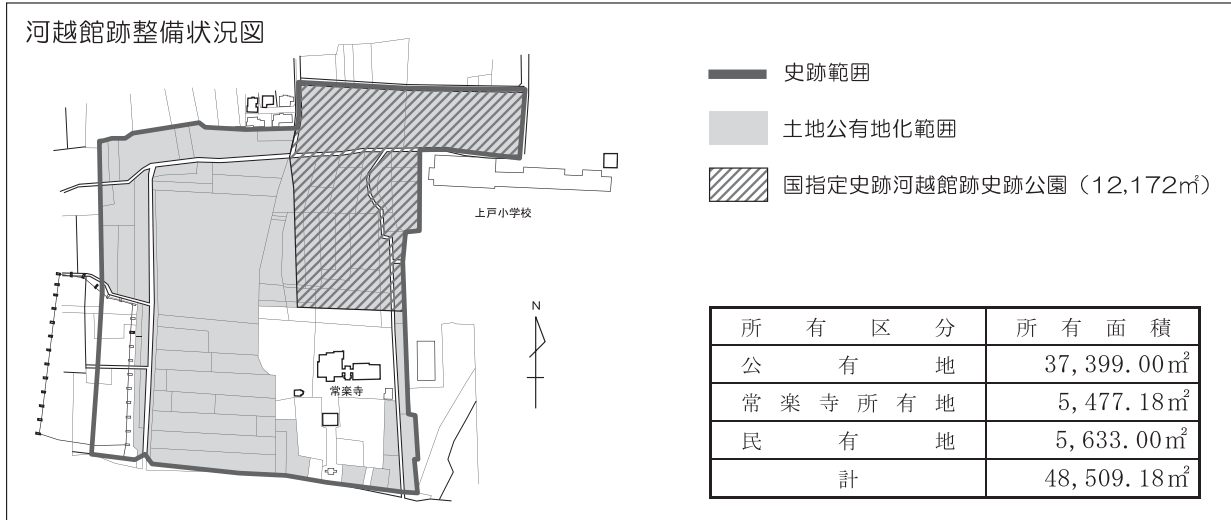 河越館跡整備状況図
史跡範囲
土地公有地化範囲
国指定史跡河越館跡史跡公園（12,172㎡）
上戸小学校
N
常楽寺
所有区分 所有面積
公有地 37,399.00㎡
常楽寺所有地 5,477.18㎡
民有地 5,633.00㎡
計 48,509.18㎡